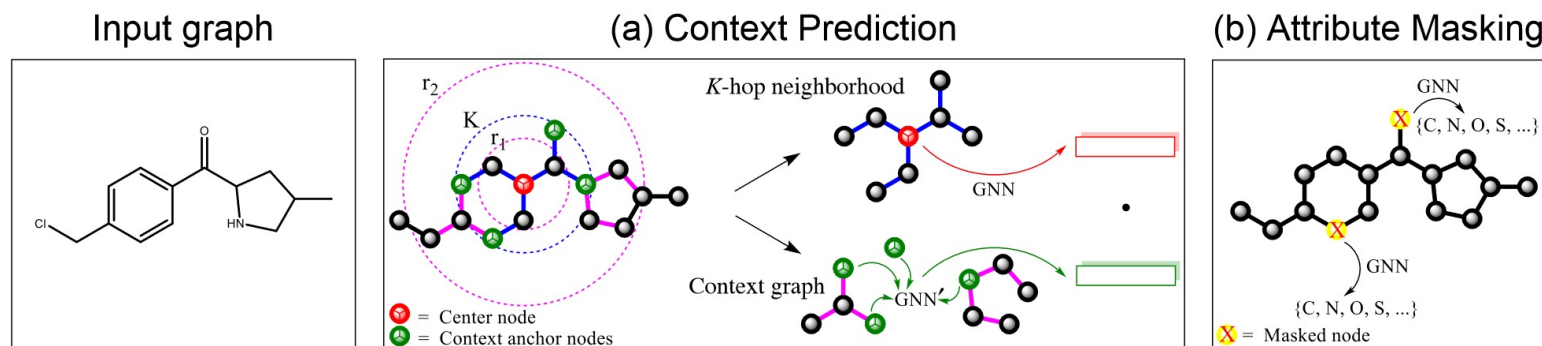 Input graph
(a) Context Prediction
(b) Attribute Masking
O
Cl
HN
r2
K
r1
K-hop neighborhood
GNN
Context graph
GNN′
= Center node
= Context anchor nodes
X
GNN
{C, N, O, S, ...}
X
GNN
{C, N, O, S, ...}
X = Masked node